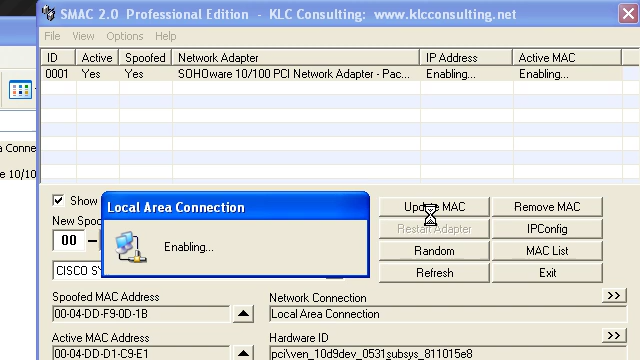 SMAC 2.0 Professional Edition - KLC Consulting: www.klcconsulting.net
File View Options Help
ID Active Spoofed Network Adapter IP Address Active MAC
0001 Yes Yes SOHOware 10/100 PCI Network Adapter - Pac... Enabling... Enabling...
a Conne
e 10/10
Show
Local Area Connection
Enabling...
New Spoo
00 -
CISCO SY
Update MAC Remove MAC
Restart Adapter IPConfig
Random MAC List
Refresh Exit
Spoofed MAC Address
00-04-DD-F9-0D-1B
Active MAC Address
00-04-DD-D1-C9-E1
Network Connection >>
Local Area Connection
Hardware ID >>
pci\ven_10d9dev_0531subsys_811015e8